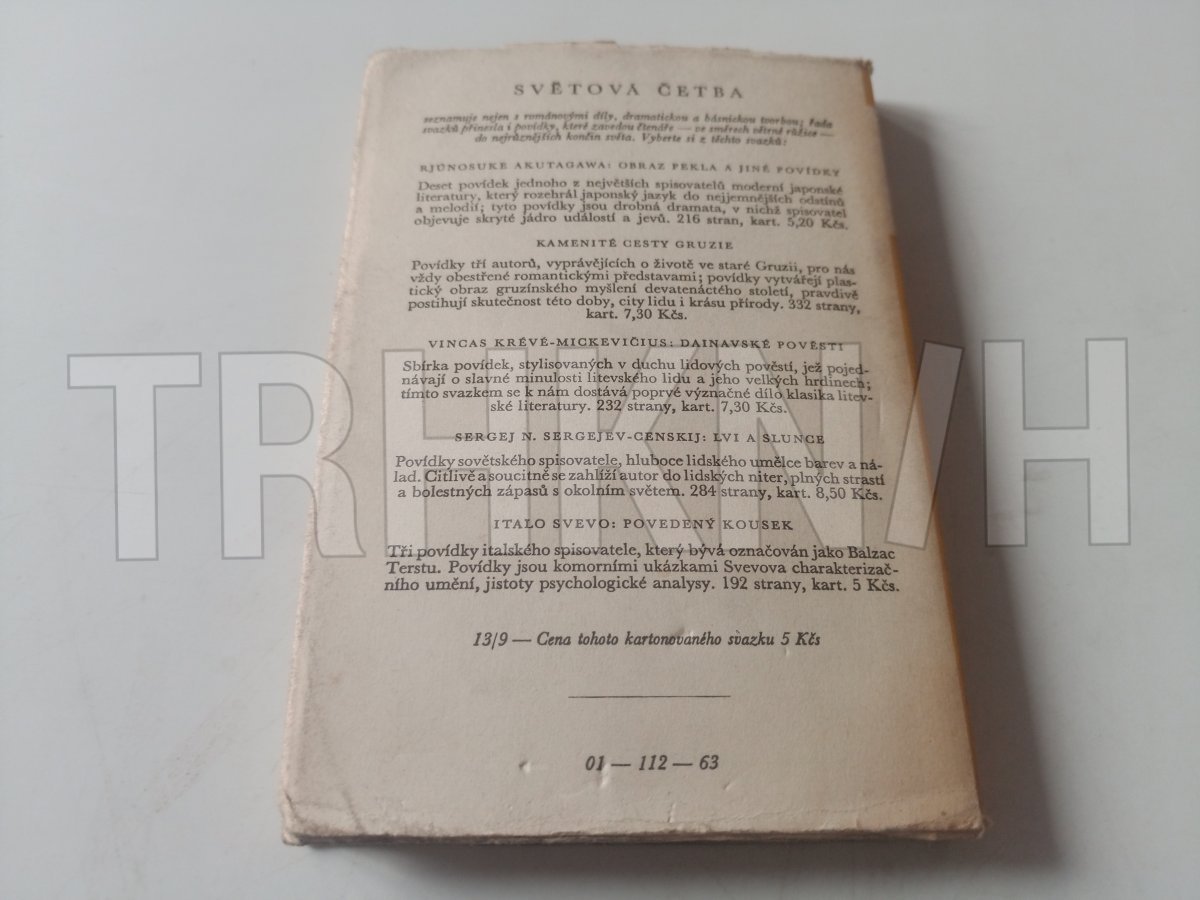 SVĚTOVÁ ČETBA
seznamuje nejen s románovými díly, dramatickou a básnickou tvorbou; řada
svazků přinesla i povídky, které zavedou čtenáře — ve směrech větrné růžice —
do nejrůznějších končin světa. Vyberte si z těchto svazků:
RJÚNOSUKE AKUTAGAWA: OBRAZ PEKLA A JINÉ POVÍDKY
Deset povídek jednoho z největších spisovatelů moderní japonské
literatury, který rozehrál japonský jazyk do nejjemnějších odstínů
a melodií; tyto povídky jsou drobná dramata, v nichž spisovatel
objevuje skryté jádro událostí a jevů. 216 stran, kart. 5,20 Kčs.
KAMENITÉ CESTY GRUZIE
Povídky tří autorů, vyprávějících o životě ve staré Gruzii, pro nás
vždy obestřené romantickými představami; povídky vytvářejí plas-
tický obraz gruzínského myšlení devatenáctého století, pravdivě
postihují skutečnost této doby, city lidu i krásu přírody. 332 strany,
kart. 7,30 Kčs.
VINCAS KRÉVÉ-MICKEVIČIUS: DAINAVSKÉ POVĚSTI
Sbírka povídek, stylisovaných v duchu lidových pověstí, jež pojed-
návají o slavné minulosti litevského lidu a jeho velkých hrdinech;
tímto svazkem se k nám dostává poprvé význačné dílo klasika litev-
ské literatury. 232 strany, kart. 7,30 Kčs.
SERGEJ N. SERGEJEV-CENSKIJ: LVI A SLUNCE
Povídky sovětského spisovatele, hluboce lidského umělce barev a ná-
lad. Citlivě a soucitně se zahlíží autor do lidských niter, plných strastí
a bolestných zápasů s okolním světem. 284 strany, kart. 8,50 Kčs.
ITALO SVEVO: POVEDENÝ KOUSEK
Tři povídky italského spisovatele, který bývá označován jako Balzac
Terstu. Povídky jsou komorními ukázkami Svevova charakterizač-
ního umění, jistoty psychologické analysy. 192 strany, kart. 5 Kčs.
13/9 — Cena tohoto kartonovaného svazku 5 Kčs
01 — 112 — 63
TRHKNIH